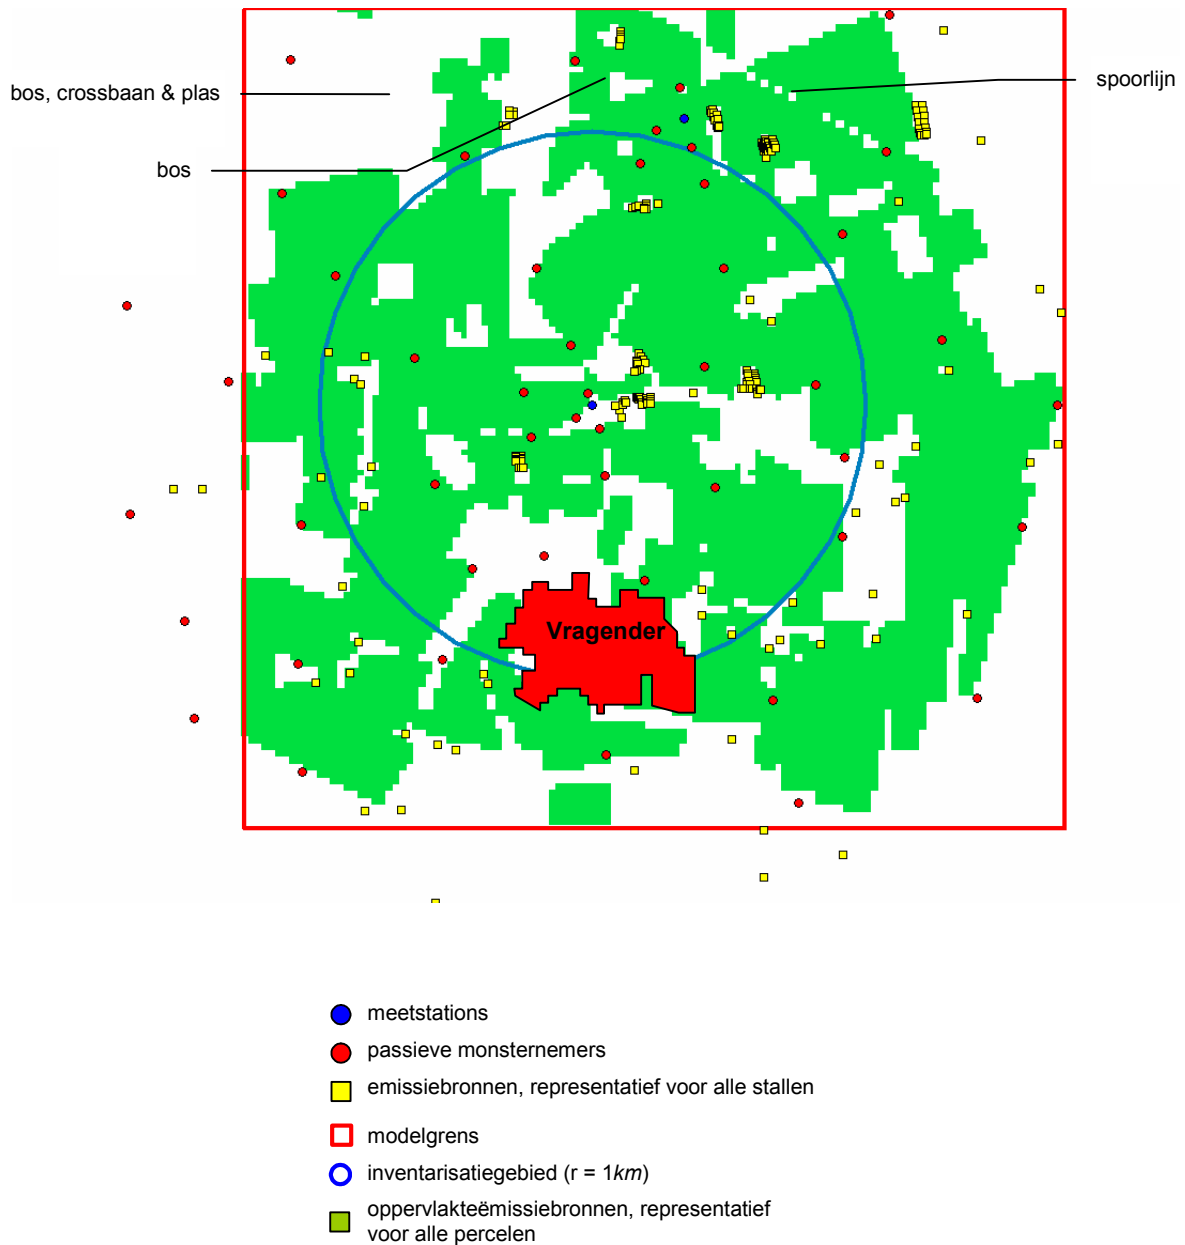 bos, crossbaan & plas
spoorlijn
bos
Vragender
meetstations
passieve monsternemers
emissiebronnen, representatief voor alle stallen
modelgrens
inventarisatiegebied (r = 1km)
oppervlakteëmissiebronnen, representatief
voor alle percelen